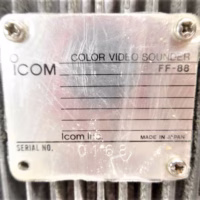 ICOM COLOR VIDEO SOUNDER
FF-88
Icom Inc.
MADE IN JAPAN
SERIAL NO.